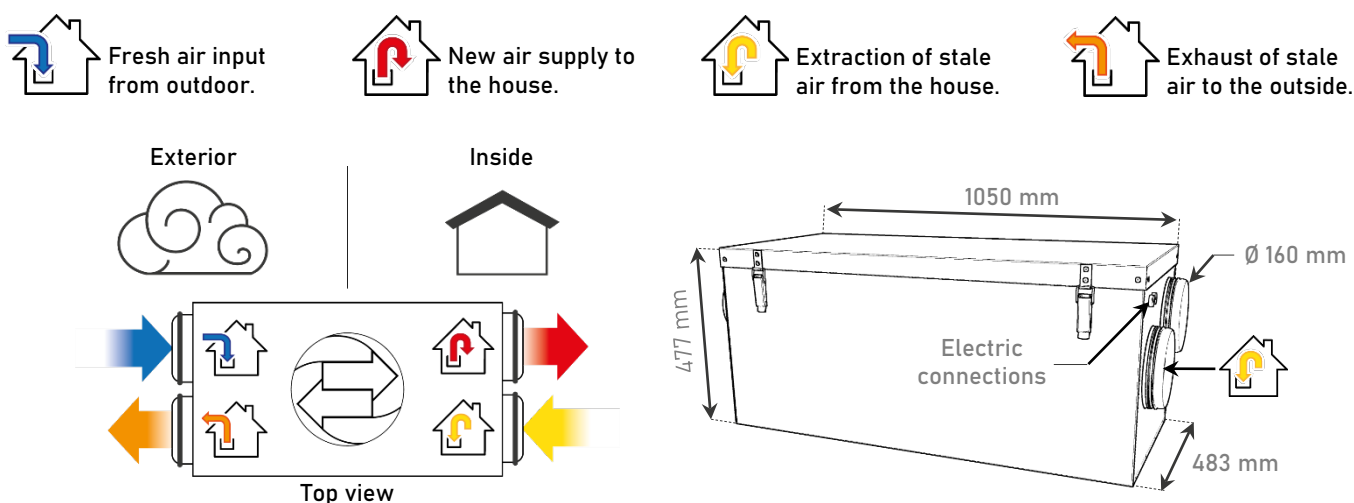 Fresh air input
from outdoor.
New air supply to
the house.
Extraction of stale
air from the house.
Exhaust of stale
air to the outside.
Exterior
Inside
Top view
1050 mm
Ø 160 mm
477 mm
Electric
connections
483 mm